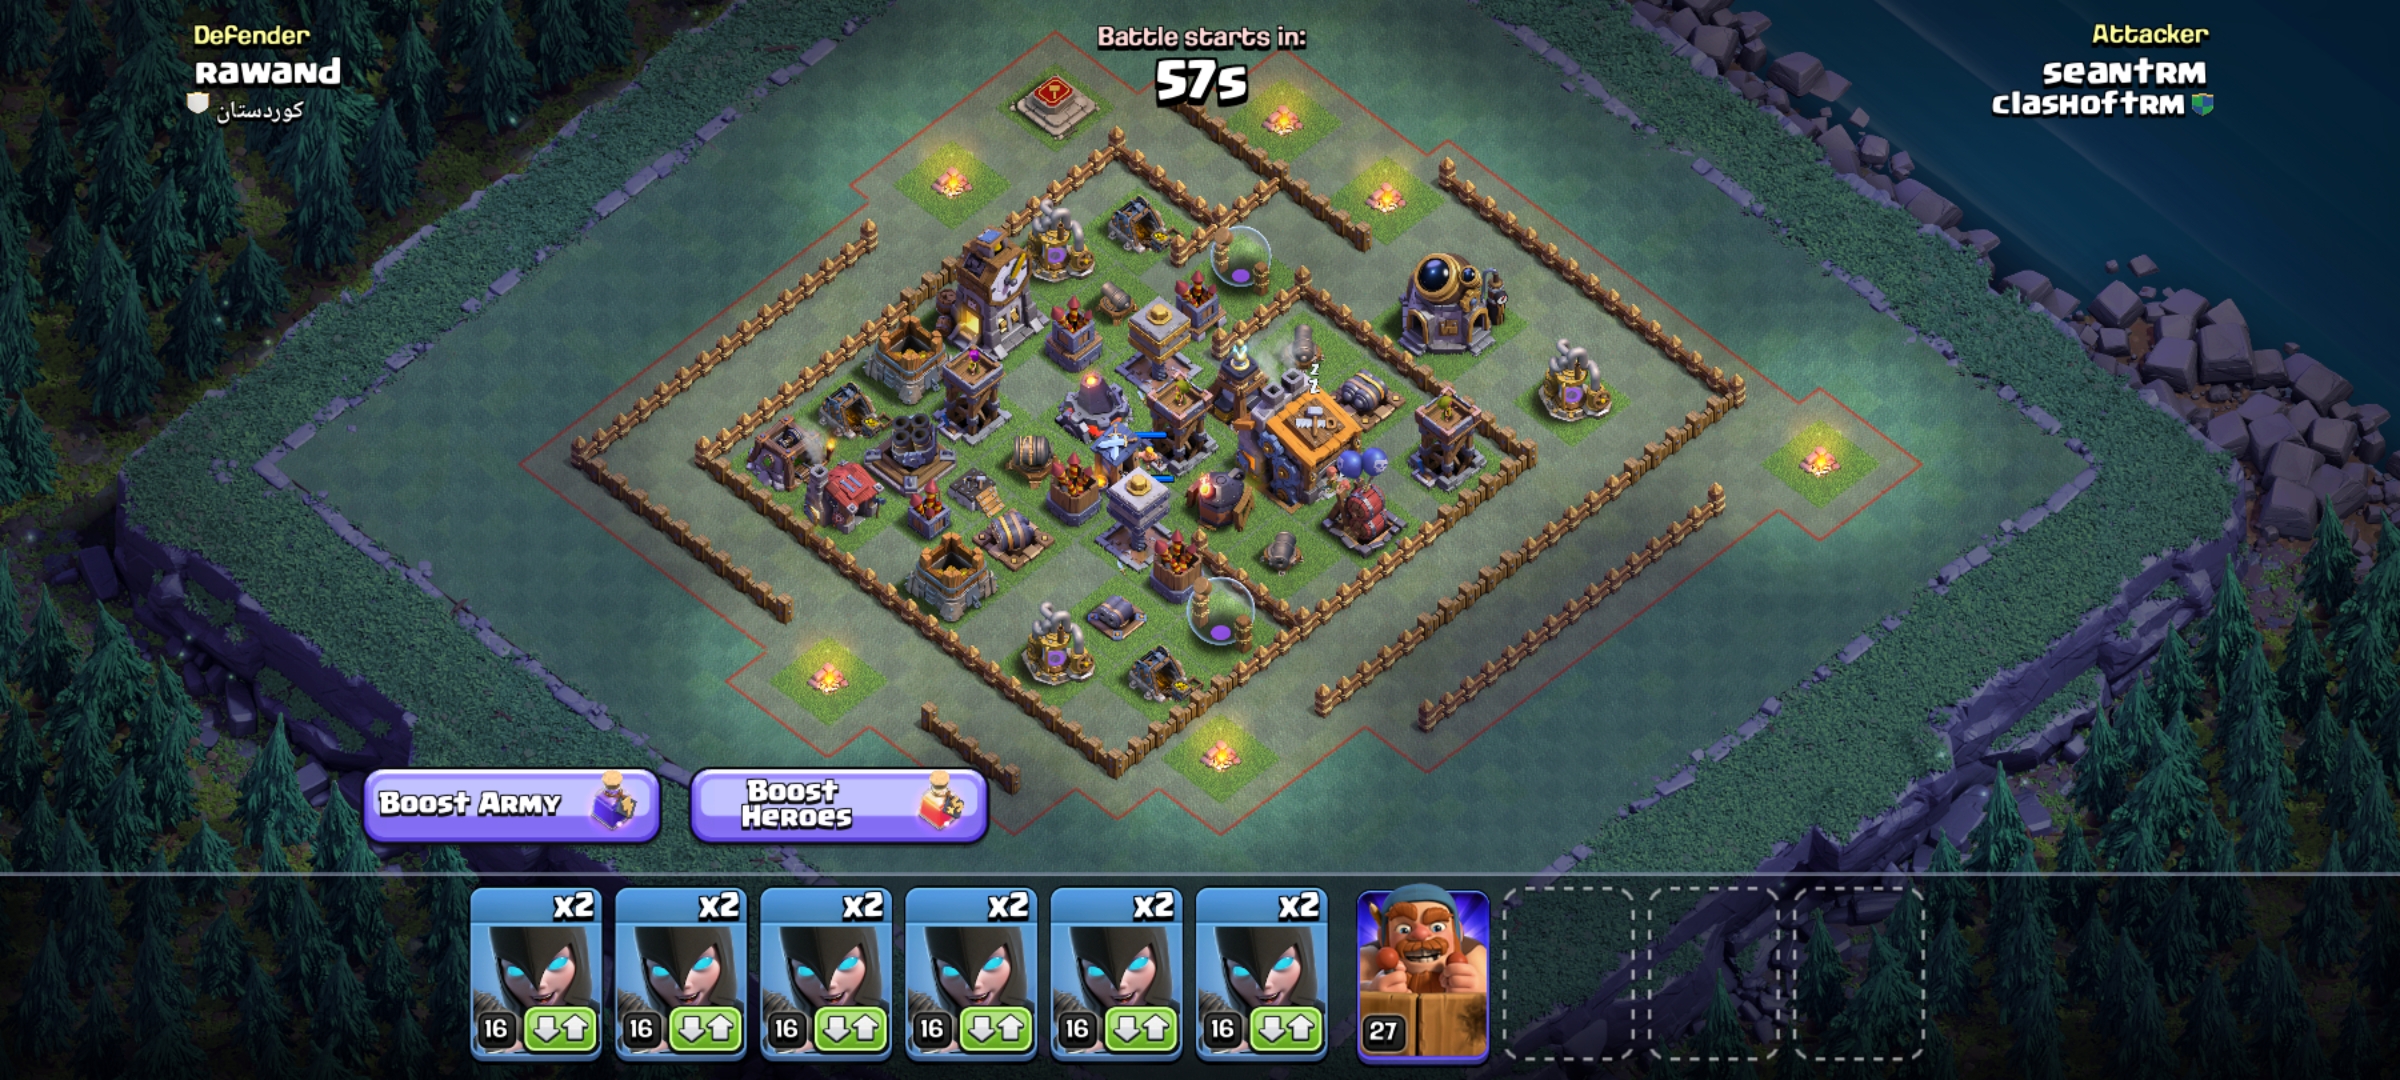 Defender
Rawand
كوردستان
Battle starts in:
57s
Attacker
seantRM
clashoftRM
z
z
Boost Army
Boost
Heroes
x2
x2
x2
x2
x2
x2
16
16
16
16
16
16
27